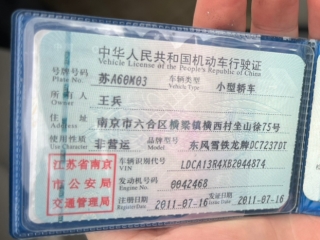 中华人民共和国机动车行驶证
Vehicle License of the People's Republic of China
号牌号码 苏A60M03 车辆类型 小型轿车
Plate No. Vehicle Type
所有人 王兵
Owner
住址 南京市六合区横梁镇横西村坐山徐75号
Address
使用性质 非营运 东风雪铁龙牌DC7237DT
Use Character
江苏省南京
市公安局
交通管理局
车辆识别代号 LDCA13R4XB2044874
VIN
发动机号码 0042468
Engine No.
注册日期 2011-07-16 发证日期 2011-07-16
Register Date Issue Date